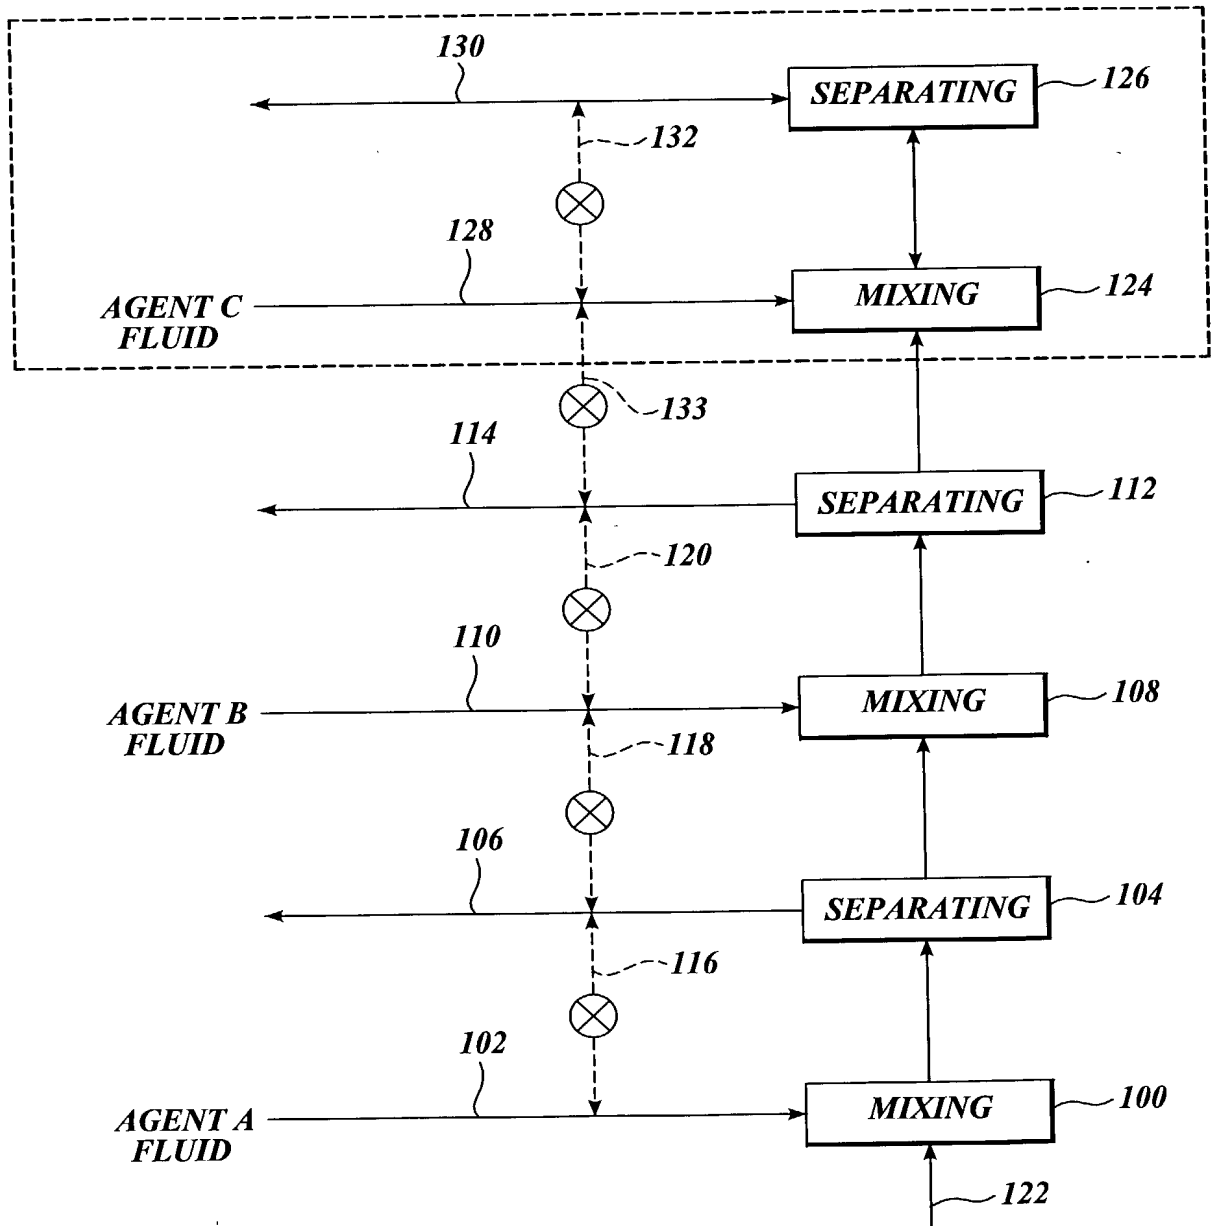 130
SEPARATING
126
132
128
AGENT C
FLUID
MIXING
124
133
114
SEPARATING
112
120
110
AGENT B
FLUID
MIXING
108
118
106
SEPARATING
104
116
102
AGENT A
FLUID
MIXING
100
122